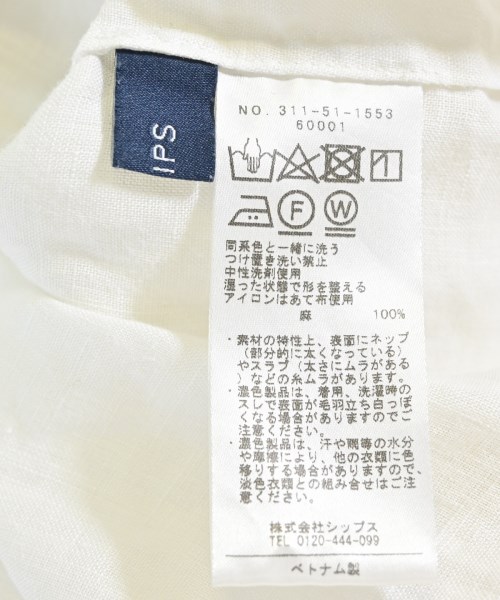 IPS
NO. 311-51-1553
60001
F W
同系色と一緒に洗う
つけ置き洗い禁止
中性洗剤使用
湿った状態で形を整える
アイロンはあて布使用
麻 100%
・素材の特性上、表面にネップ
(部分的に太くなっている)
やスラブ(太さにムラがある
)などの糸ムラがあります。
・濃色製品は、着用、洗濯時の
スレで表面が毛羽立ち白っぽ
くなる場合がありますのでご
注意ください。
・濃色製品は、汗や雨等の水分
や摩擦により、他の衣類に色
移りする場合がありますので、
淡色衣類との組み合せはご注
意ください。
株式会社シップス
TEL 0120-444-099
ベトナム製